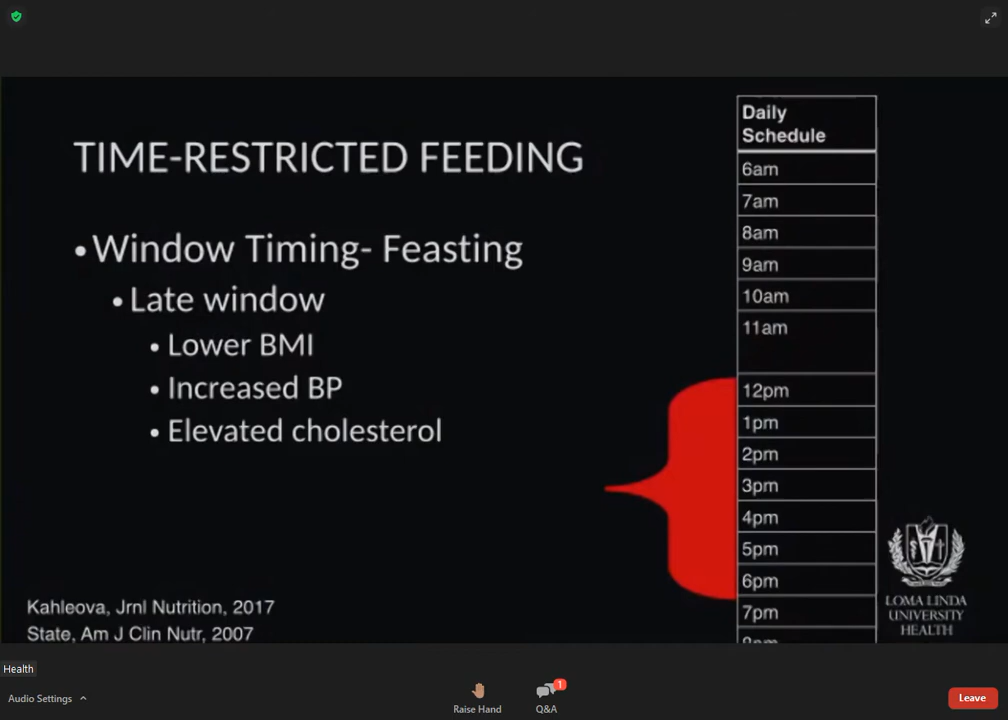 TIME-RESTRICTED FEEDING
•Window Timing- Feasting
•Late window
•Lower BMI
•Increased BP
•Elevated cholesterol
Kahleova, Jrnl Nutrition, 2017
State, Am J Clin Nutr, 2007
Daily
Schedule
6am
7am
8am
9am
10am
11am
12pm
1pm
2pm
3pm
4pm
5pm
6pm
7pm
LOMA LINDA
UNIVERSITY
HEALTH
Health
Audio Settings
Raise Hand
1
Q&A
Leave